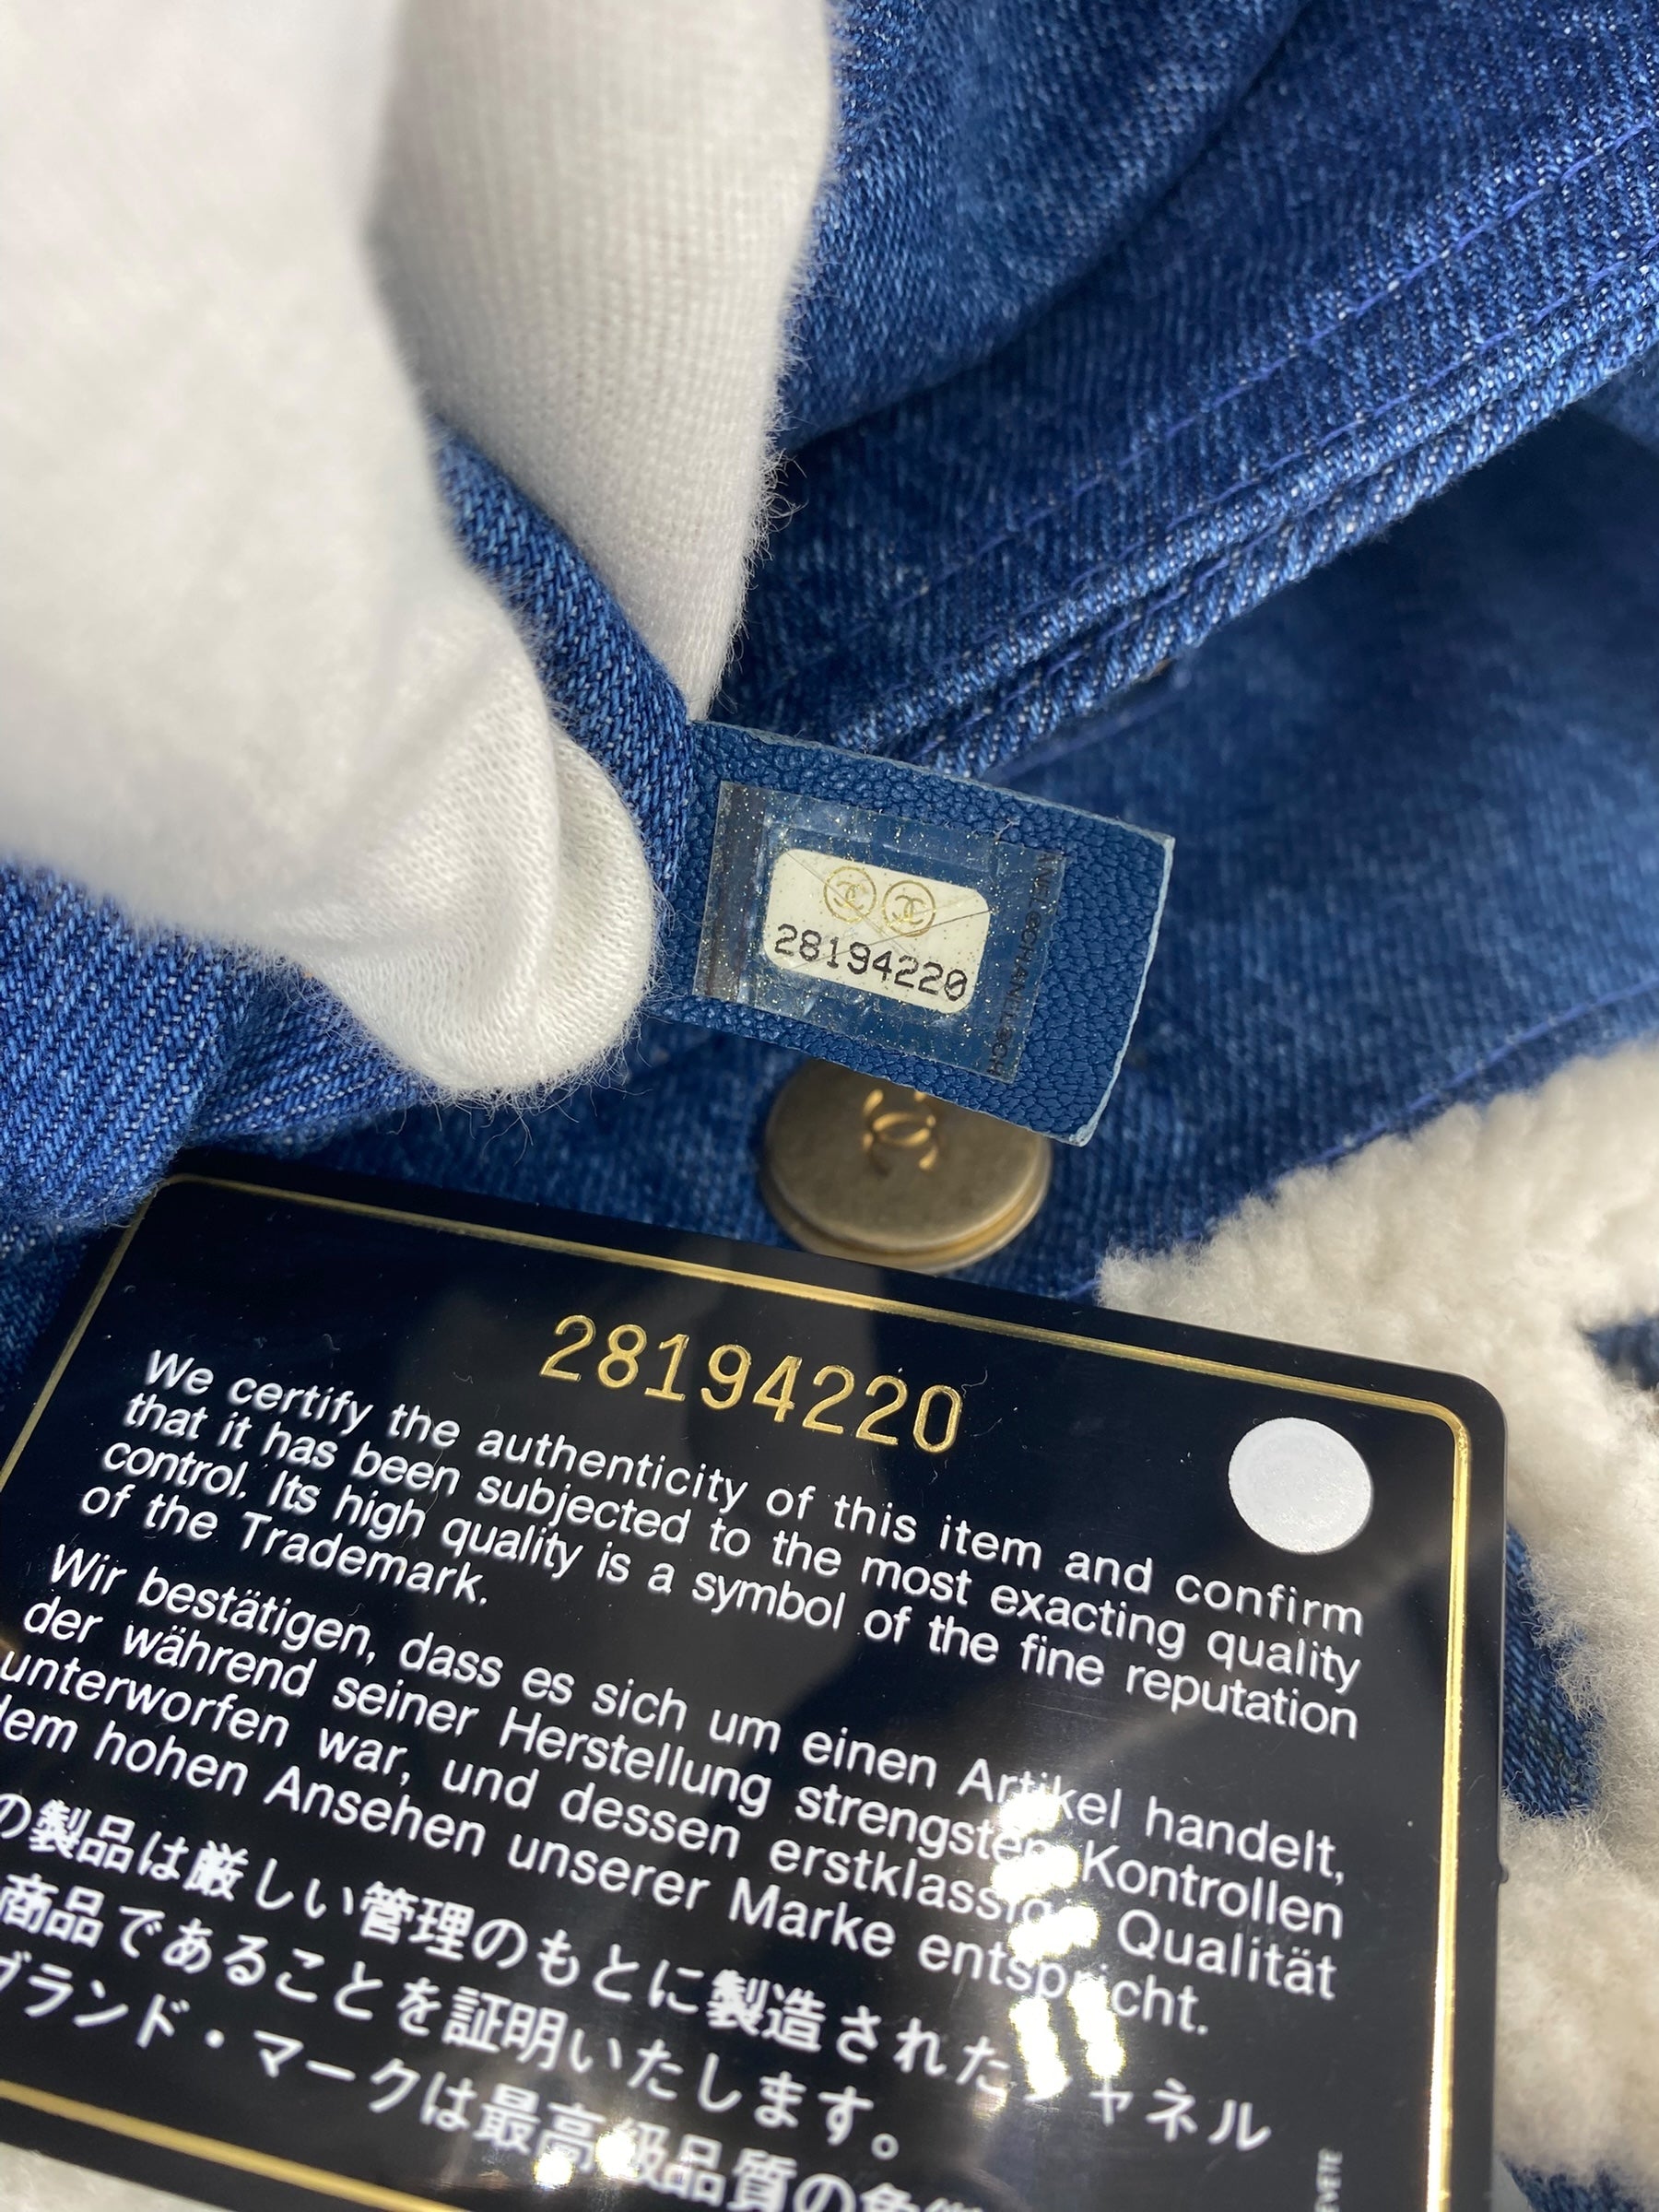 28194220
28194220
We certify the authenticity of this item and confirm
that it has been subjected to the most exacting quality
control. Its high quality is a symbol of the fine reputation
of the Trademark.
Wir bestätigen, dass es sich um einen Artikel handelt,
der während seiner Herstellung strengsten Kontrollen
unterworfen war, und dessen erstklassige Qualität
dem hohen Ansehen unserer Marke entspricht.
の製品は厳しい管理のもとに製造されたシャネル
商品であることを証明いたします。
ブランド・マークは最高級品質の